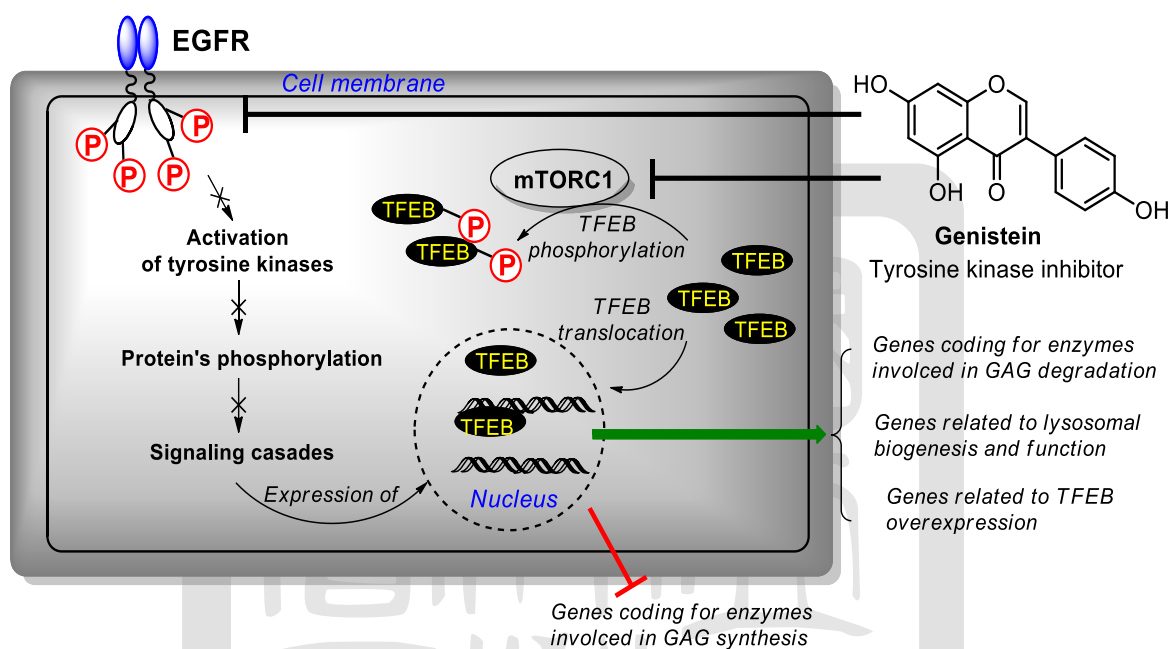 EGFR
Cell membrane
P
P
P
P
Activation
of tyrosine kinases
Protein's phosphorylation
Signaling casades
Expression of
mTORC1
TFEB
P
TFEB
P
TFEB
phosphorylation
TFEB
TFEB
TFEB
TFEB
translocation
TFEB
TFEB
Nucleus
HO
O
OH
O
OH
Genistein
Tyrosine kinase inhibitor
Genes coding for enzymes
involced in GAG degradation
Genes related to lysosomal
biogenesis and function
Genes related to TFEB
overexpression
Genes coding for enzymes
involced in GAG synthesis